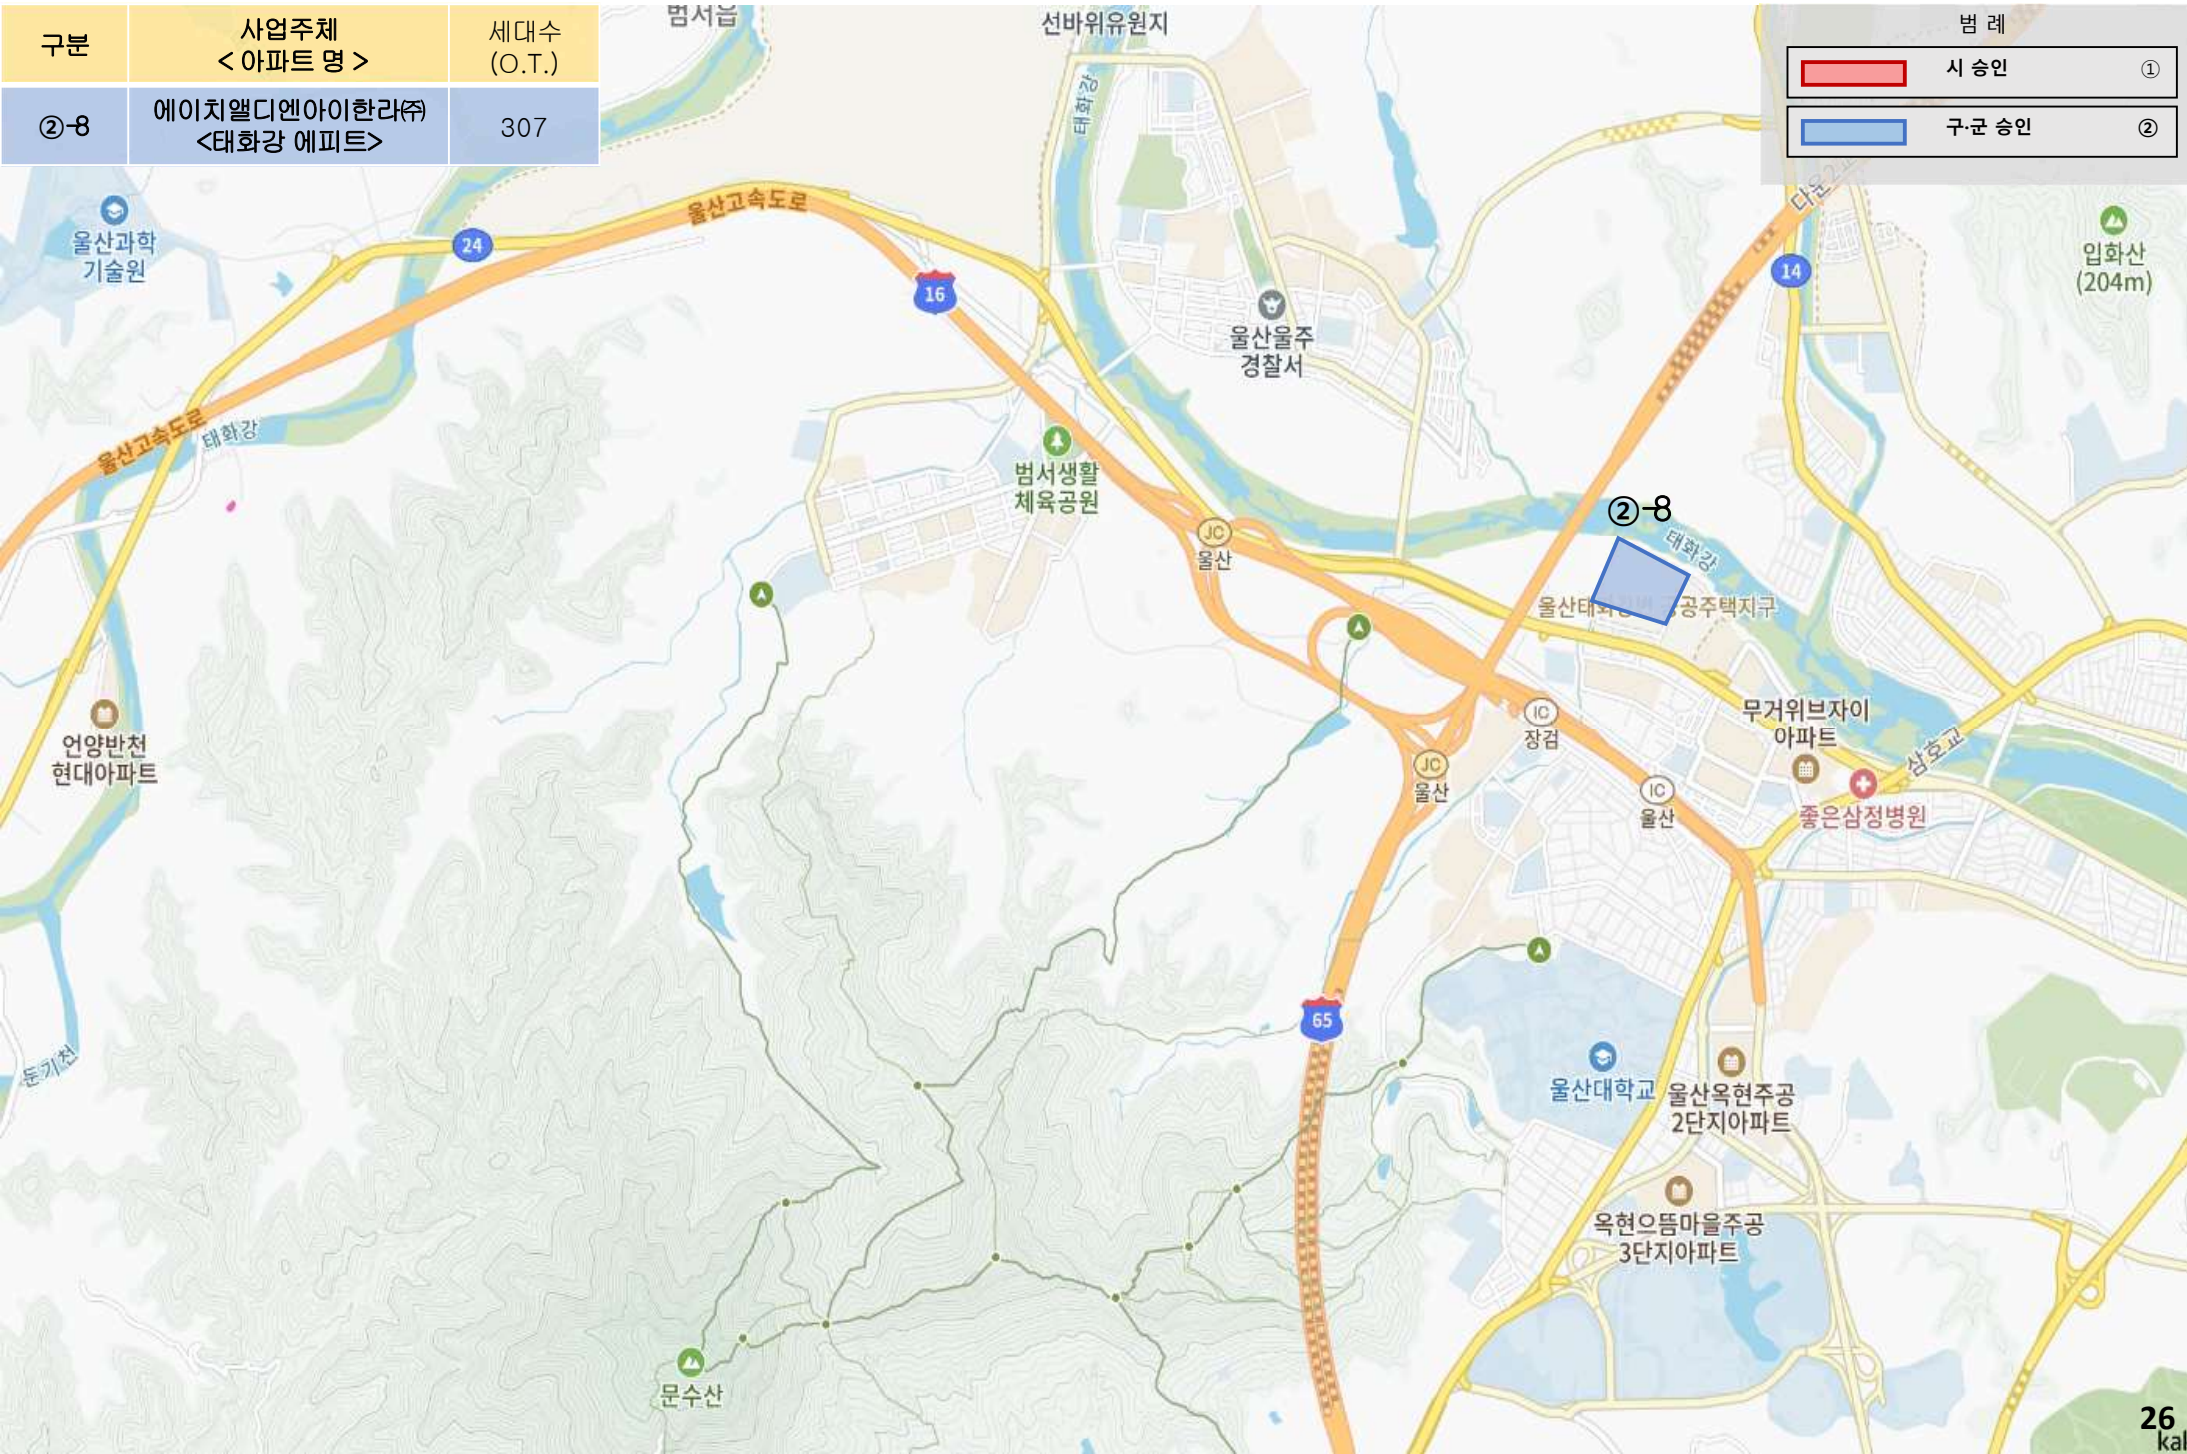 구분
사업주체
< 아파트 명 >
세대수
(O.T.)
②-8
에이치앨디엔아이한라㈜
<태화강 에피트>
307
범 례
시 승인 ①
구·군 승인 ②
범서읍
선바위유원지
태화강
다운2교
울산고속도로
24
16
14
울산과학
기술원
입화산
(204m)
울산울주
경찰서
울산고속도로
태화강
범서생활
체육공원
②-8
태화강
JC
울산
공공주택지구
언양반천
현대아파트
IC
장검
무거위브자이
아파트
삼호교
JC
울산
IC
울산
좋은삼정병원
65
둔기천
울산대학교
울산옥현주공
2단지아파트
옥현으뜸마을주공
3단지아파트
문수산
26